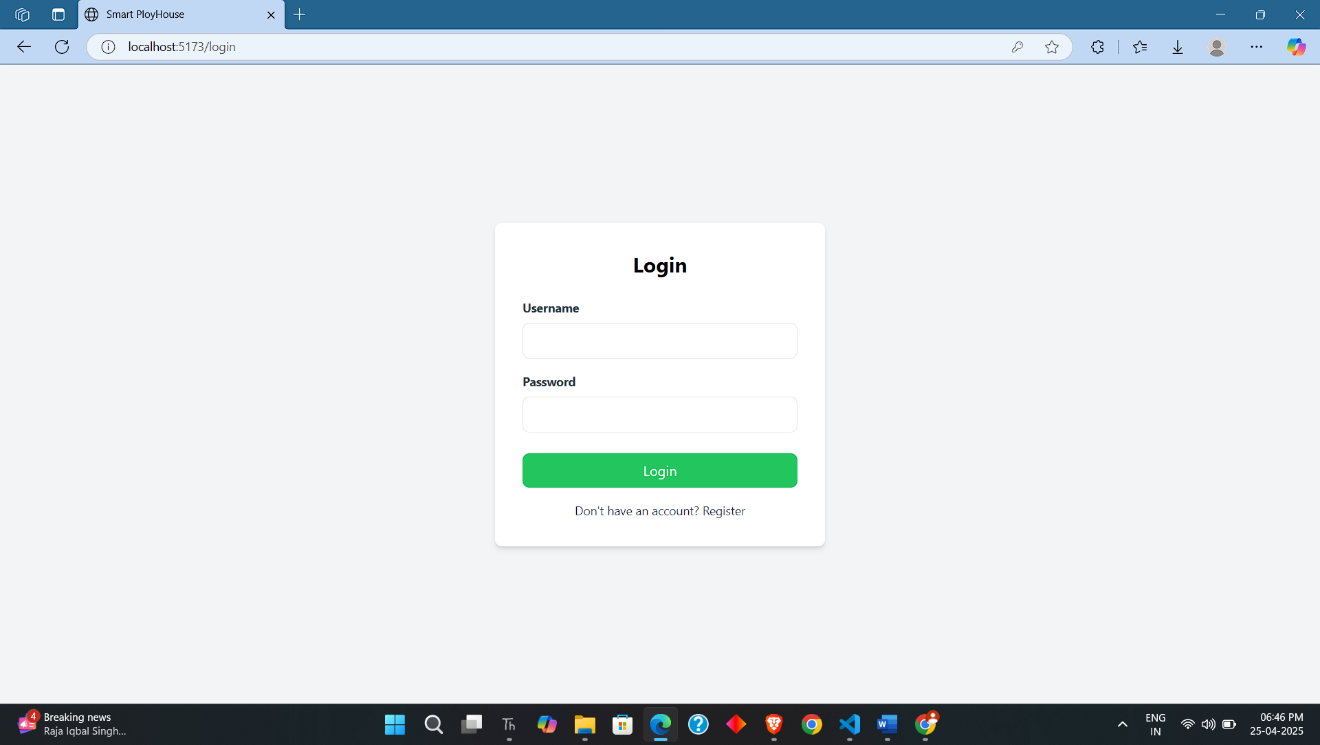 Smart PloyHouse
localhost:5173/login
Login
Username
Password
Login
Don't have an account? Register
4
Breaking news
Raja Iqbal Singh...
Th
ENG
IN
06:46 PM
25-04-2025